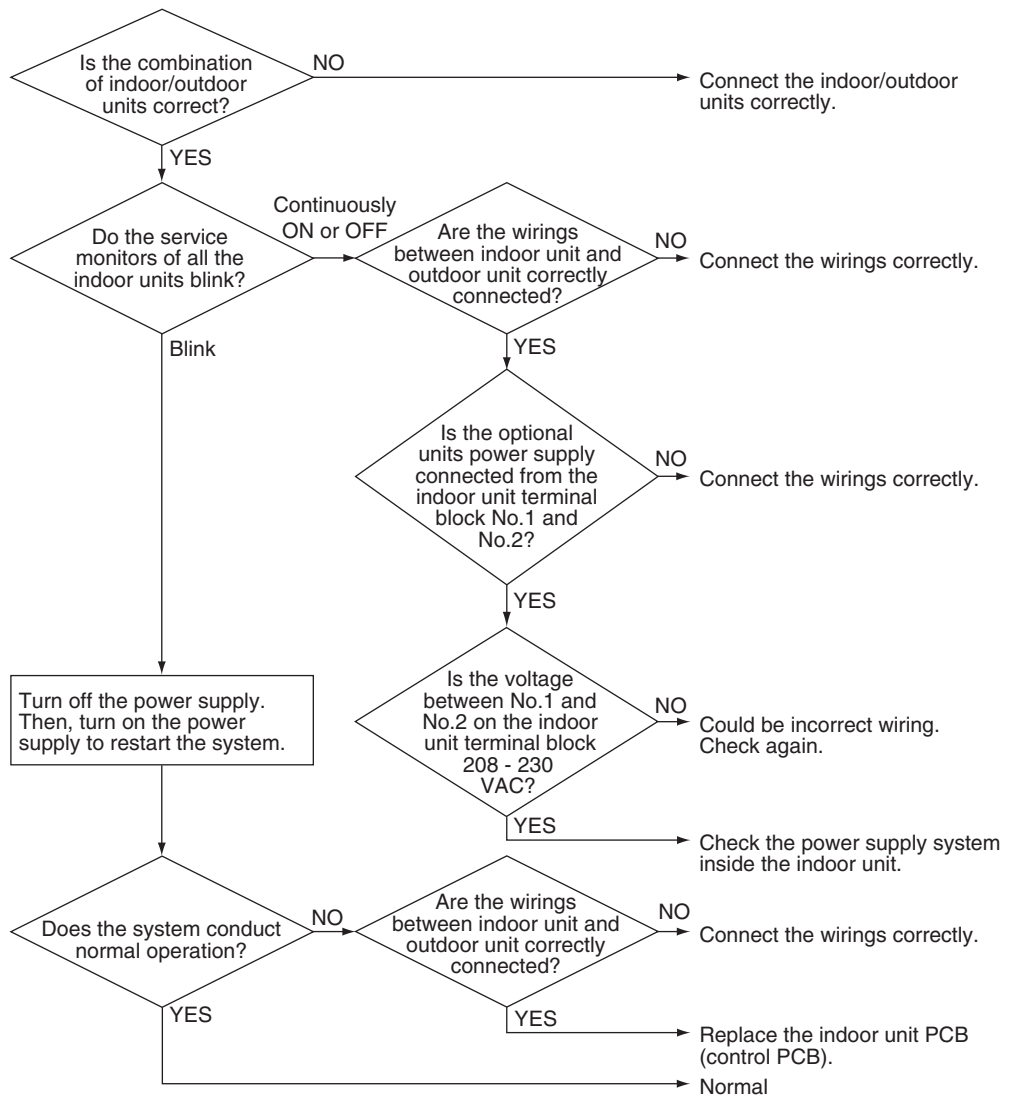 Is the combination
of indoor/outdoor
units correct?
NO
Connect the indoor/outdoor
units correctly.
YES
Do the service
monitors of all the
indoor units blink?
Continuously
ON or OFF
Are the wirings
between indoor unit and
outdoor unit correctly
connected?
NO
Connect the wirings correctly.
Blink
YES
Is the optional
units power supply
connected from the
indoor unit terminal
block No.1 and
No.2?
NO
Connect the wirings correctly.
YES
Is the voltage
between No.1 and
No.2 on the indoor
unit terminal block
208 - 230
VAC?
NO
Could be incorrect wiring.
Check again.
YES
Check the power supply system
inside the indoor unit.
Turn off the power supply.
Then, turn on the power
supply to restart the system.
Does the system conduct
normal operation?
NO
Are the wirings
between indoor unit and
outdoor unit correctly
connected?
NO
Connect the wirings correctly.
YES
Replace the indoor unit PCB
(control PCB).
YES
Normal